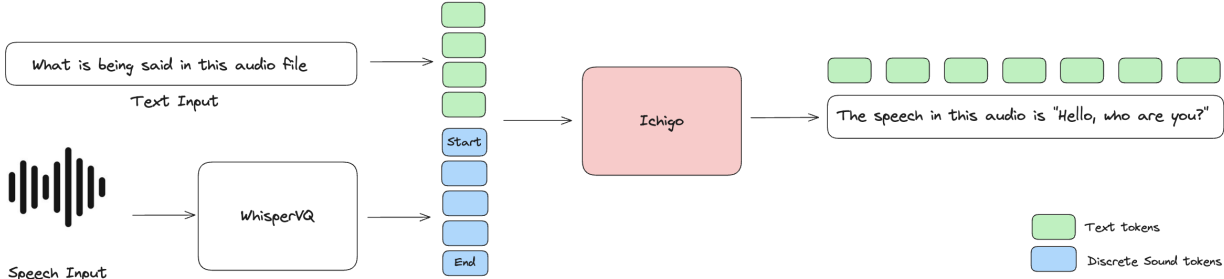 What is being said in this audio file
Text Input
Speech Input
WhisperVQ
Start
End
Ichigo
The speech in this audio is "Hello, who are you?"
Text tokens
Discrete Sound tokens